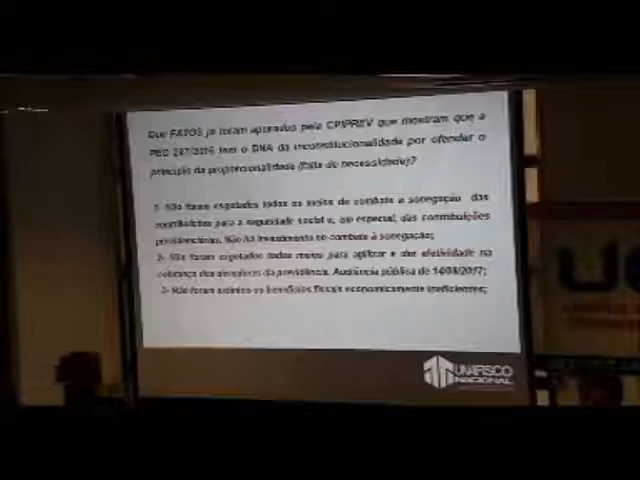 Que FATOS já foram apurados pela CPIPREV que mostram que a
PEC 287/2016 tem o DNA da inconstitucionalidade por ofender o
princípio da proporcionalidade (falta de necessidade)?
1- Não foram esgotados todos os meios de combate a sonegação das
contribuições para a seguridade social e, em especial, das contribuições
previdenciárias. Não há investimento no combate à sonegação;
2- Não foram esgotados todos meios para aplicar e dar efetividade na
cobrança dos devedores da previdência. Audiência pública de 14/08/2017;
Não foram extintos os benefícios fiscais economicamente ineficientes;
UNAFISCO
NACIONAL